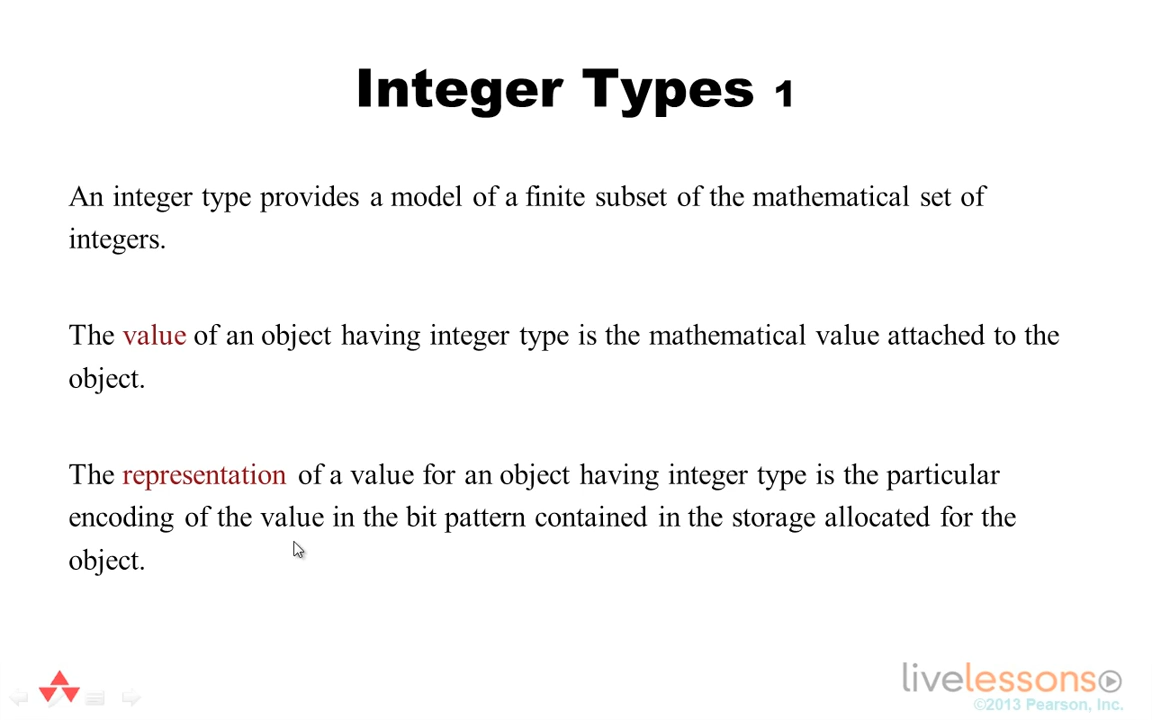 Integer Types 1
An integer type provides a model of a finite subset of the mathematical set of
integers.
The value of an object having integer type is the mathematical value attached to the
object.
The representation of a value for an object having integer type is the particular
encoding of the value in the bit pattern contained in the storage allocated for the
object.
livelessons
©2013 Pearson, Inc.